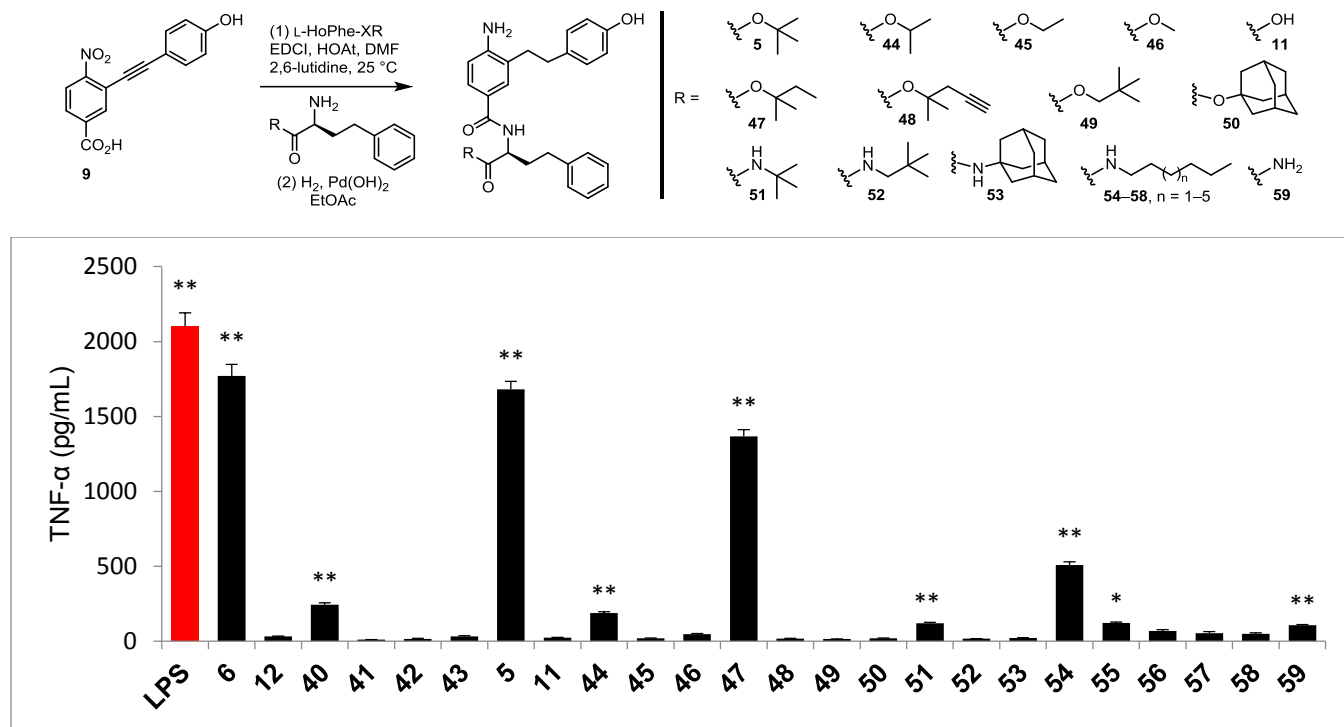 NO2
OH
CO2H
9
(1) L-HoPhe-XR
EDCI, HOAt, DMF
2,6-lutidine, 25 °C
NH2
R
O
(2) H2, Pd(OH)2
EtOAc
NH2
OH
O
NH
R
O
R =
O
5
O
44
O
45
O
46
OH
11
O
47
O
48
O
49
O
50
H
N
51
H
N
52
N
H
53
H
N
( )n
54–58, n = 1–5
NH2
59
TNF-α (pg/mL)
2500
2000
1500
1000
500
0
**
**
**
**
**
**
**
**
*
**
LPS
6
12
40
41
42
43
5
11
44
45
46
47
48
49
50
51
52
53
54
55
56
57
58
59